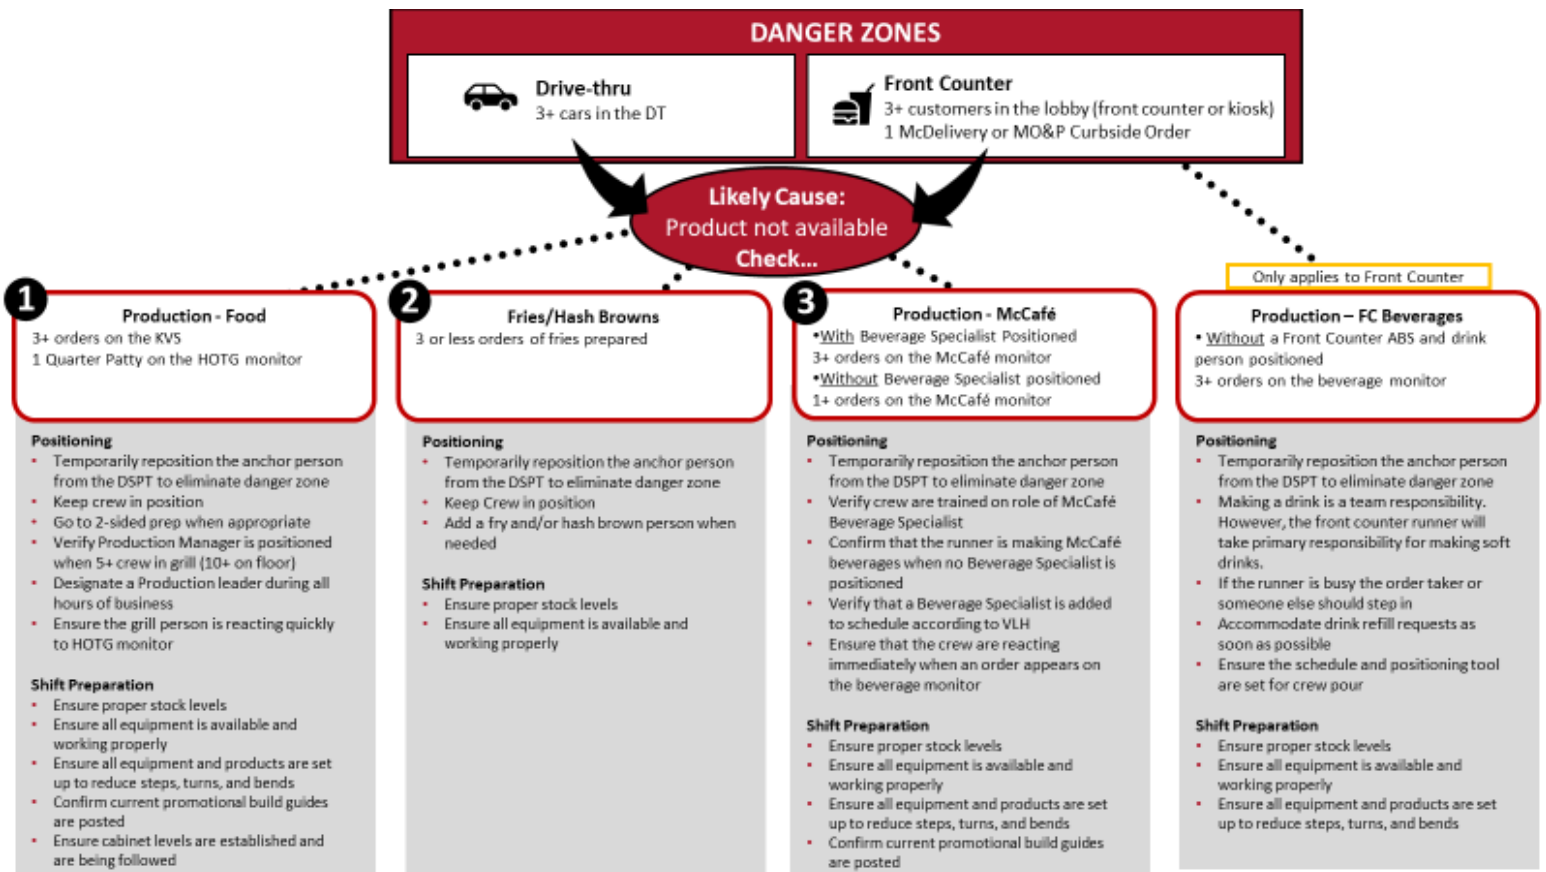 DANGER ZONES
Drive-thru
3+ cars in the DT
Front Counter
3+ customers in the lobby (front counter or kiosk)
1 McDelivery or MO&P Curbside Order
Likely Cause:
Product not available
Check...
Only applies to Front Counter
1
Production - Food
3+ orders on the KVS
1 Quarter Patty on the HOTG monitor
Positioning
• Temporarily reposition the anchor person
from the DSPT to eliminate danger zone
• Keep crew in position
• Go to 2-sided prep when appropriate
• Verify Production Manager is positioned
when 5+ crew in grill (10+ on floor)
• Designate a Production leader during all
hours of business
• Ensure the grill person is reacting quickly
to HOTG monitor
Shift Preparation
• Ensure proper stock levels
• Ensure all equipment is available and
working properly
• Ensure all equipment and products are set
up to reduce steps, turns, and bends
• Confirm current promotional build guides
are posted
• Ensure cabinet levels are established and
are being followed
2
Fries/Hash Browns
3 or less orders of fries prepared
Positioning
• Temporarily reposition the anchor person
from the DSPT to eliminate danger zone
• Keep Crew in position
• Add a fry and/or hash brown person when
needed
Shift Preparation
• Ensure proper stock levels
• Ensure all equipment is available and
working properly
3
Production - McCafé
•With Beverage Specialist Positioned
3+ orders on the McCafé monitor
•Without Beverage Specialist positioned
1+ orders on the McCafé monitor
Positioning
• Temporarily reposition the anchor person
from the DSPT to eliminate danger zone
• Verify crew are trained on role of McCafé
Beverage Specialist
• Confirm that the runner is making McCafé
beverages when no Beverage Specialist is
positioned
• Verify that a Beverage Specialist is added
to schedule according to VLH
• Ensure that the crew are reacting
immediately when an order appears on
the beverage monitor
Shift Preparation
• Ensure proper stock levels
• Ensure all equipment is available and
working properly
• Ensure all equipment and products are set
up to reduce steps, turns, and bends
• Confirm current promotional build guides
are posted
Production – FC Beverages
• Without a Front Counter ABS and drink
person positioned
3+ orders on the beverage monitor
Positioning
• Temporarily reposition the anchor person
from the DSPT to eliminate danger zone
• Making a drink is a team responsibility.
However, the front counter runner will
take primary responsibility for making soft
drinks.
• If the runner is busy the order taker or
someone else should step in
• Accommodate drink refill requests as
soon as possible
• Ensure the schedule and positioning tool
are set for crew pour
Shift Preparation
• Ensure proper stock levels
• Ensure all equipment is available and
working properly
• Ensure all equipment and products are set
up to reduce steps, turns, and bends